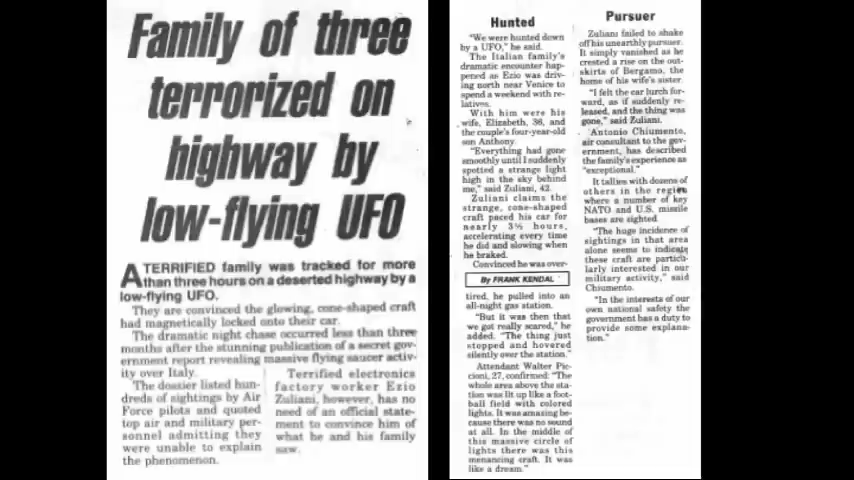 Family of three
terrorized on
highway by
low-flying UFO
A TERRIFIED family was tracked for more
than three hours on a deserted highway by a
low-flying UFO.
They are convinced the glowing, cone-shaped craft
had magnetically locked onto their car.
The dramatic night chase occurred less than three
months after the stunning publication of a secret gov-
ernment report revealing massive flying saucer activ-
ity over Italy.
The dossier listed hun-
dreds of sightings by Air
Force pilots and quoted
top air and military per-
sonnel admitting they
were unable to explain
the phenomenon.
Terrified electronics
factory worker Ezio
Zuliani, however, has no
need of an official state-
ment to convince him of
what he and his family
saw.
Hunted
"We were hunted down
by a UFO," he said.
The Italian family's
dramatic encounter hap-
pened as Ezio was driv-
ing north near Venice to
spend a weekend with re-
latives.
With him were his
wife, Elizabeth, 36, and
the couple's four-year-old
son Anthony.
"Everything had gone
smoothly until I suddenly
spotted a strange light
high in the sky behind
me," said Zuliani, 42.
Zuliani claims the
strange, cone-shaped
craft paced his car for
nearly 3½ hours,
accelerating every time
he did and slowing when
he braked.
Convinced he was over-
By FRANK KENDAL
tired, he pulled into an
all-night gas station.
"But it was then that
we got really scared," he
added. "The thing just
stopped and hovered
silently over the station."
Attendant Walter Pic-
cioni, 27, confirmed: "The
whole area above the sta-
tion was lit up like a foot-
ball field with colored
lights. It was amazing be-
cause there was no sound
at all. In the middle of
this massive circle of
lights there was this
menancing craft. It was
like a dream."
Pursuer
Zuliani failed to shake
off his unearthly pursuer.
It simply vanished as he
crested a rise on the out-
skirts of Bergamo, the
home of his wife's sister.
"I felt the car lurch for-
ward, as if suddenly re-
leased, and the thing was
gone," said Zuliani.
Antonio Chiumento,
air consultant to the gov-
ernment, has described
the family's experience as
"exceptional."
It tallies with dozens of
others in the region
where a number of key
NATO and U.S. missile
bases are sighted.
"The huge incidence of
sightings in that area
alone seems to indicate
these craft are particu-
larly interested in our
military activity," said
Chiumento.
"In the interests of our
own national safety the
government has a duty to
provide some explana-
tion."